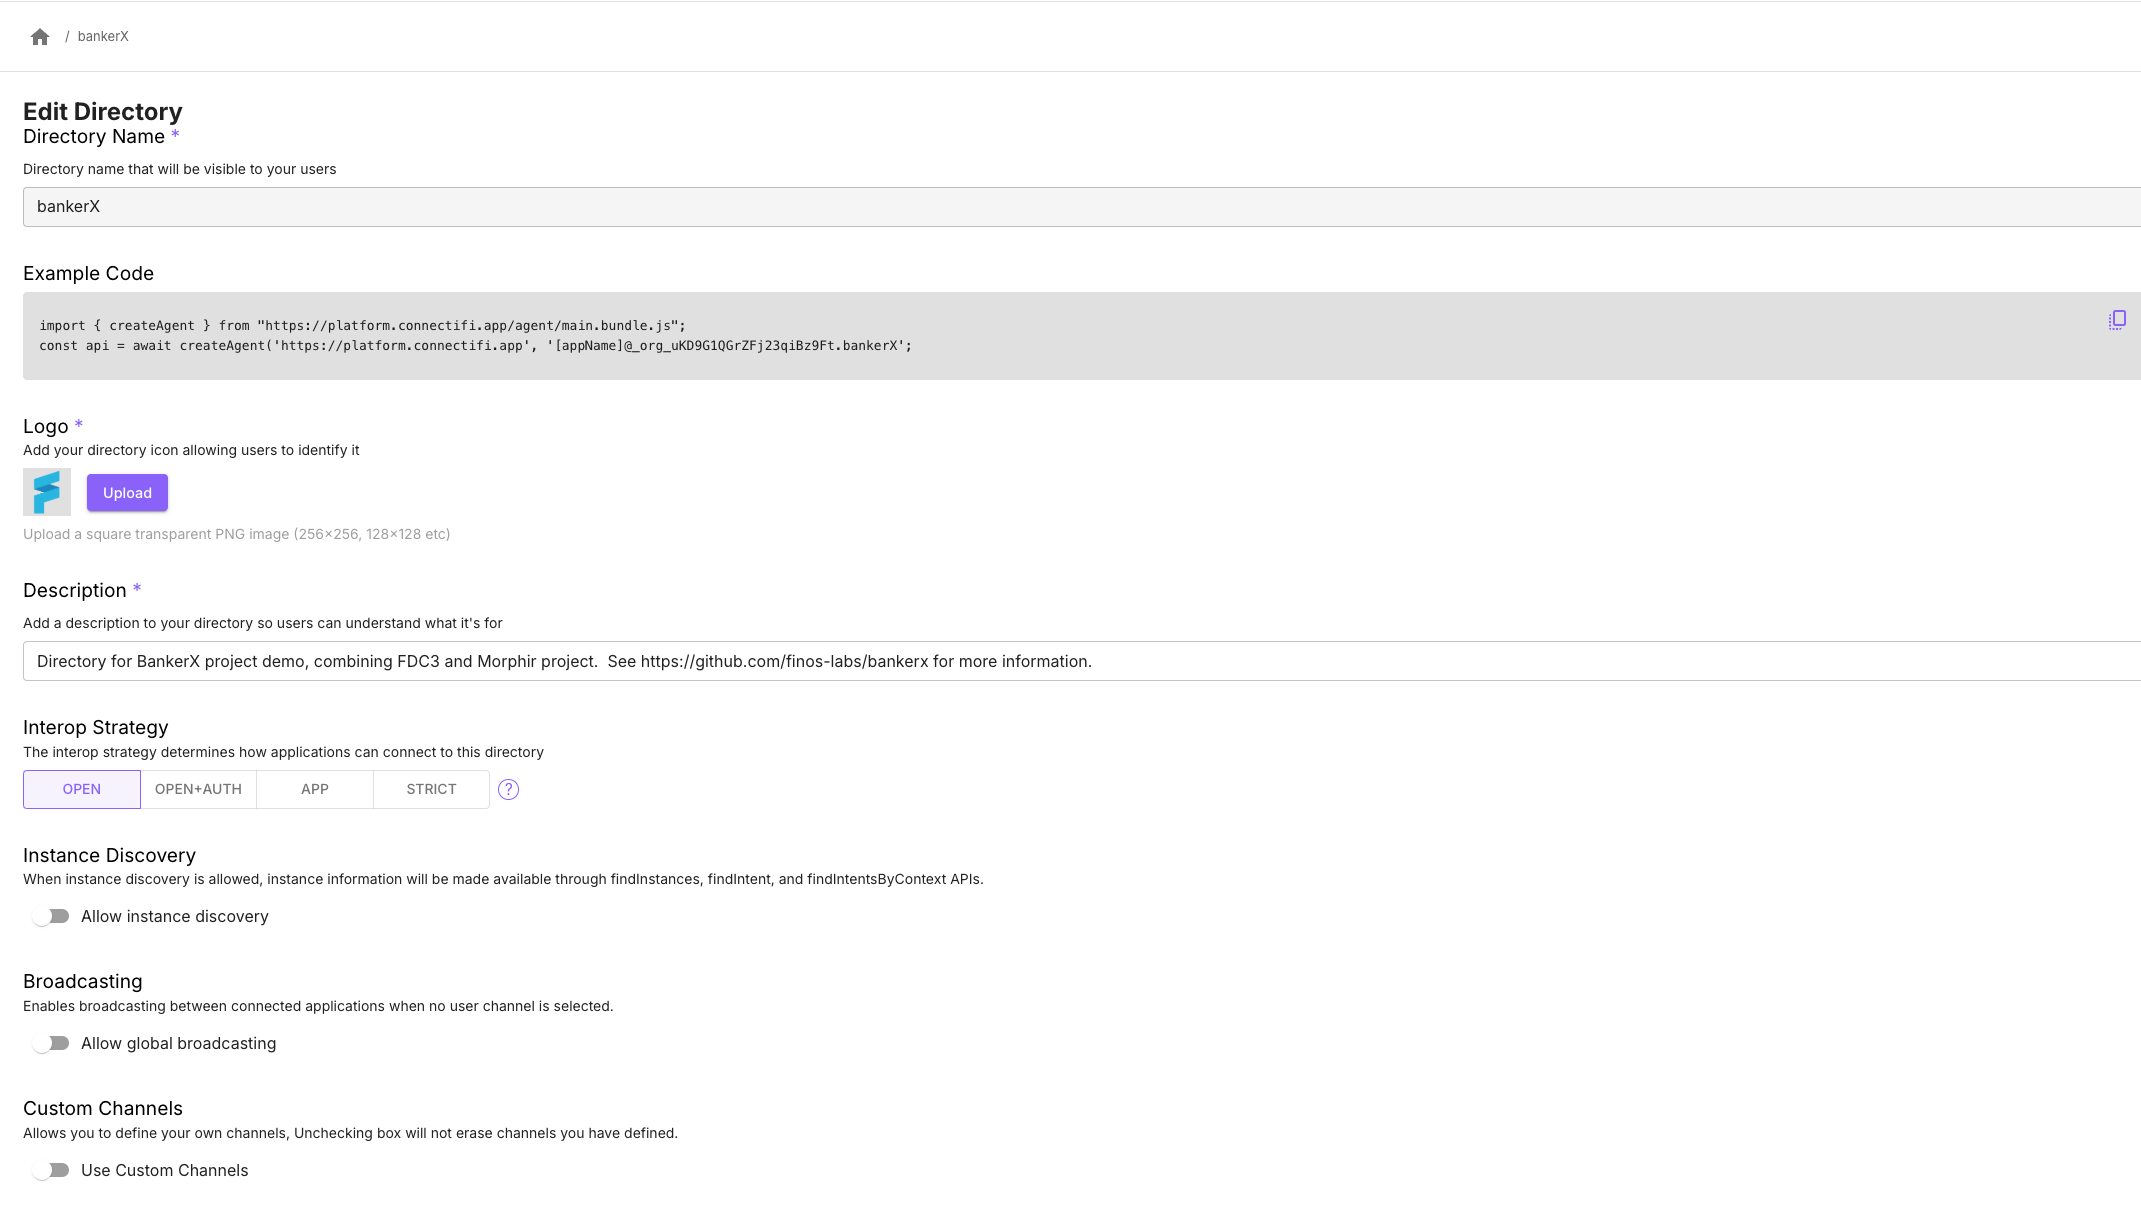 / bankerX
Edit Directory
Directory Name *
Directory name that will be visible to your users
bankerX
Example Code
import { createAgent } from "https://platform.connectifi.app/agent/main.bundle.js";
const api = await createAgent('https://platform.connectifi.app', '[appName]@_org_uKD9G1QGrZFj23qiBz9Ft.bankerX';
Logo *
Add your directory icon allowing users to identify it
Upload
Upload a square transparent PNG image (256x256, 128x128 etc)
Description *
Add a description to your directory so users can understand what it's for
Directory for BankerX project demo, combining FDC3 and Morphir project.  See https://github.com/finos-labs/bankerx for more information.
Interop Strategy
The interop strategy determines how applications can connect to this directory
OPEN OPEN+AUTH APP STRICT ?
Instance Discovery
When instance discovery is allowed, instance information will be made available through findInstances, findIntent, and findIntentsByContext APIs.
Allow instance discovery
Broadcasting
Enables broadcasting between connected applications when no user channel is selected.
Allow global broadcasting
Custom Channels
Allows you to define your own channels, Unchecking box will not erase channels you have defined.
Use Custom Channels